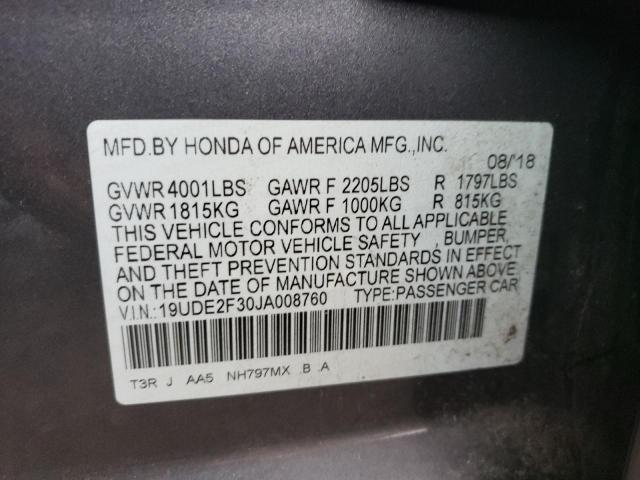 MFD.BY HONDA OF AMERICA MFG.,INC.
08/'18
GVWR 4001LBS GAWR F 2205LBS R 1797LBS
GVWR 1815KG GAWR F 1000KG R 815KG
THIS VEHICLE CONFORMS TO ALL APPLICABLE
FEDERAL MOTOR VEHICLE SAFETY , BUMPER,
AND THEFT PREVENTION STANDARDS IN EFFECT
ON THE DATE OF MANUFACTURE SHOWN ABOVE.
V.I.N.: 19UDE2F30JA008760 TYPE:PASSENGER CAR
T3R J AA5 NH797MX .B .A